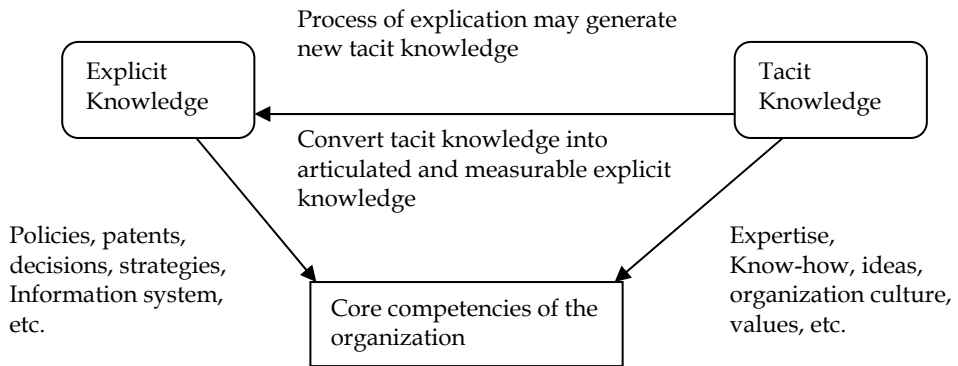 Process of explication may generate
new tacit knowledge
Explicit
Knowledge
Tacit
Knowledge
Convert tacit knowledge into
articulated and measurable explicit
knowledge
Policies, patents,
decisions, strategies,
Information system,
etc.
Expertise,
Know-how, ideas,
organization culture,
values, etc.
Core competencies of the
organization